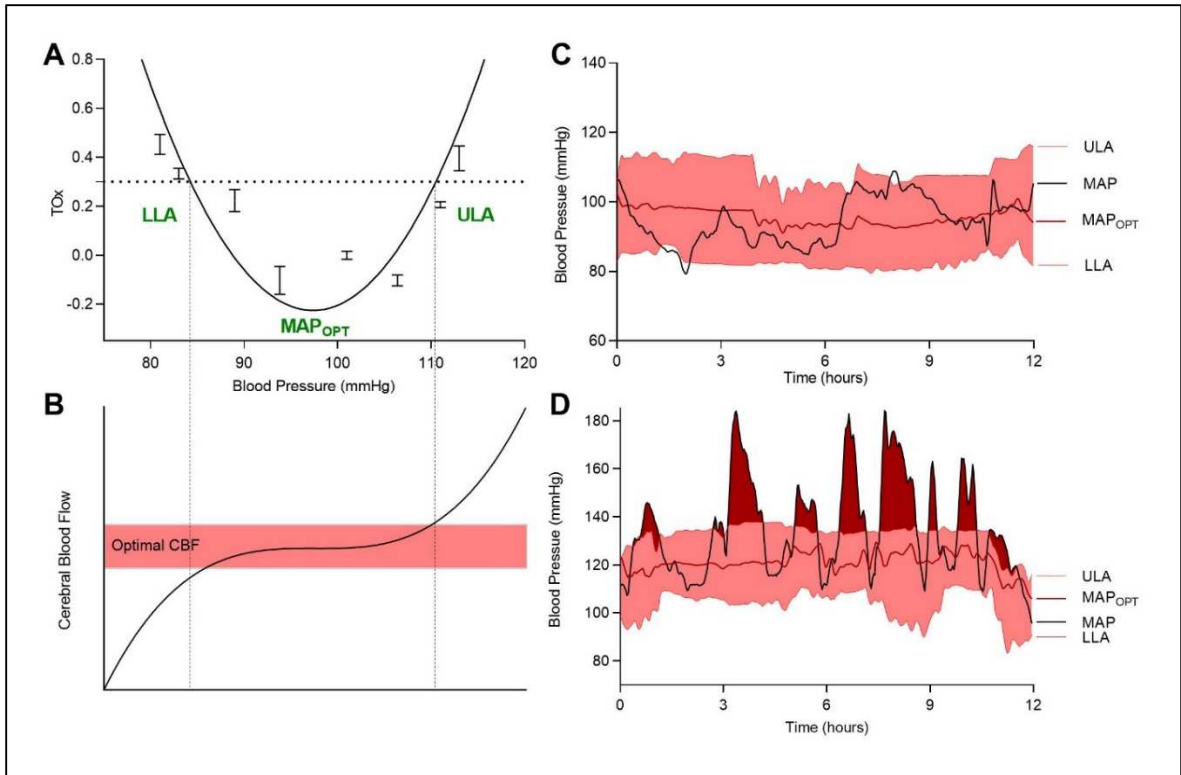 A
0.8
0.6
0.4
0.2
0.0
-0.2
TOx
LLA
ULA
MAPOPT
80
90
100
110
120
Blood Pressure (mmHg)
B
Cerebral Blood Flow
Optimal CBF
C
140
120
100
80
60
Blood Pressue (mmHg)
0
3
6
9
12
Time (hours)
ULA
MAP
MAPOPT
LLA
D
180
160
140
120
100
80
Blood Pressue (mmHg)
0
3
6
9
12
Time (hours)
ULA
MAPOPT
MAP
LLA